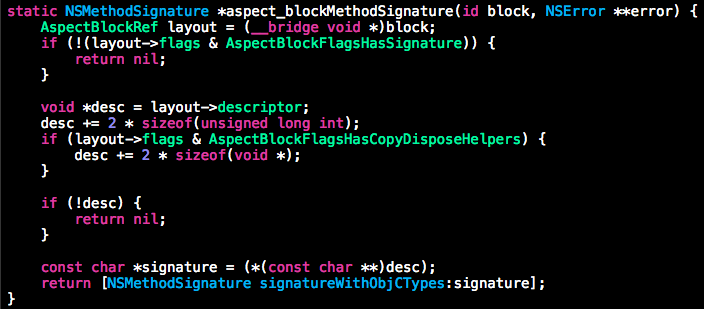 static NSMethodSignature *aspect_blockMethodSignature(id block, NSError **error) {
    AspectBlockRef layout = (__bridge void *)block;
    if (!(layout->flags & AspectBlockFlagsHasSignature)) {
        return nil;
    }

    void *desc = layout->descriptor;
    desc += 2 * sizeof(unsigned long int);
    if (layout->flags & AspectBlockFlagsHasCopyDisposeHelpers) {
        desc += 2 * sizeof(void *);
    }

    if (!desc) {
        return nil;
    }

    const char *signature = (*(const char **)desc);
    return [NSMethodSignature signatureWithObjCTypes:signature];
}